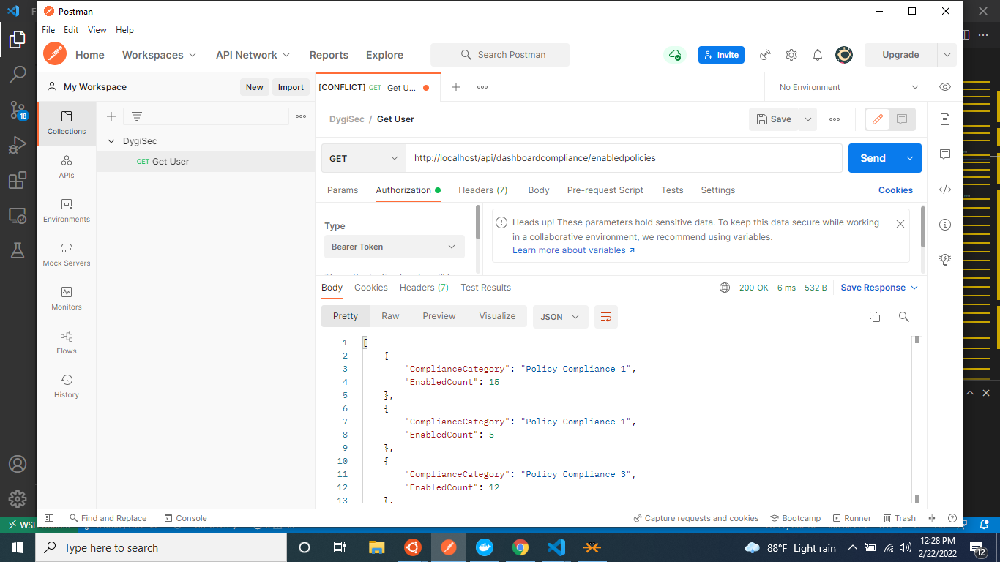 Postman
File Edit View Help
Home Workspaces API Network Reports Explore Search Postman Invite Upgrade
My Workspace New Import [CONFLICT] GET Get U... No Environment
DygiSec / Get User Save
Collections
DygiSec
GET Get User
GET http://localhost/api/dashboardcompliance/enabledpolicies Send
APIs
Params Authorization Headers (7) Body Pre-request Script Tests Settings Cookies
Environments
Type
Bearer Token
Heads up! These parameters hold sensitive data. To keep this data secure while working
in a collaborative environment, we recommend using variables.
Learn more about variables
Mock Servers
Monitors
Flows
History
Body Cookies Headers (7) Test Results 200 OK 6 ms 532 B Save Response
Pretty Raw Preview Visualize JSON
1 [
2 {
3 "ComplianceCategory": "Policy Compliance 1",
4 "EnabledCount": 15
5 },
6 {
7 "ComplianceCategory": "Policy Compliance 1",
8 "EnabledCount": 5
9 },
10 {
11 "ComplianceCategory": "Policy Compliance 3",
12 "EnabledCount": 12
13 },
18
Find and Replace Console Capture requests and cookies Bootcamp Runner Trash
Type here to search
88°F Light rain
12:28 PM
2/22/2022
12